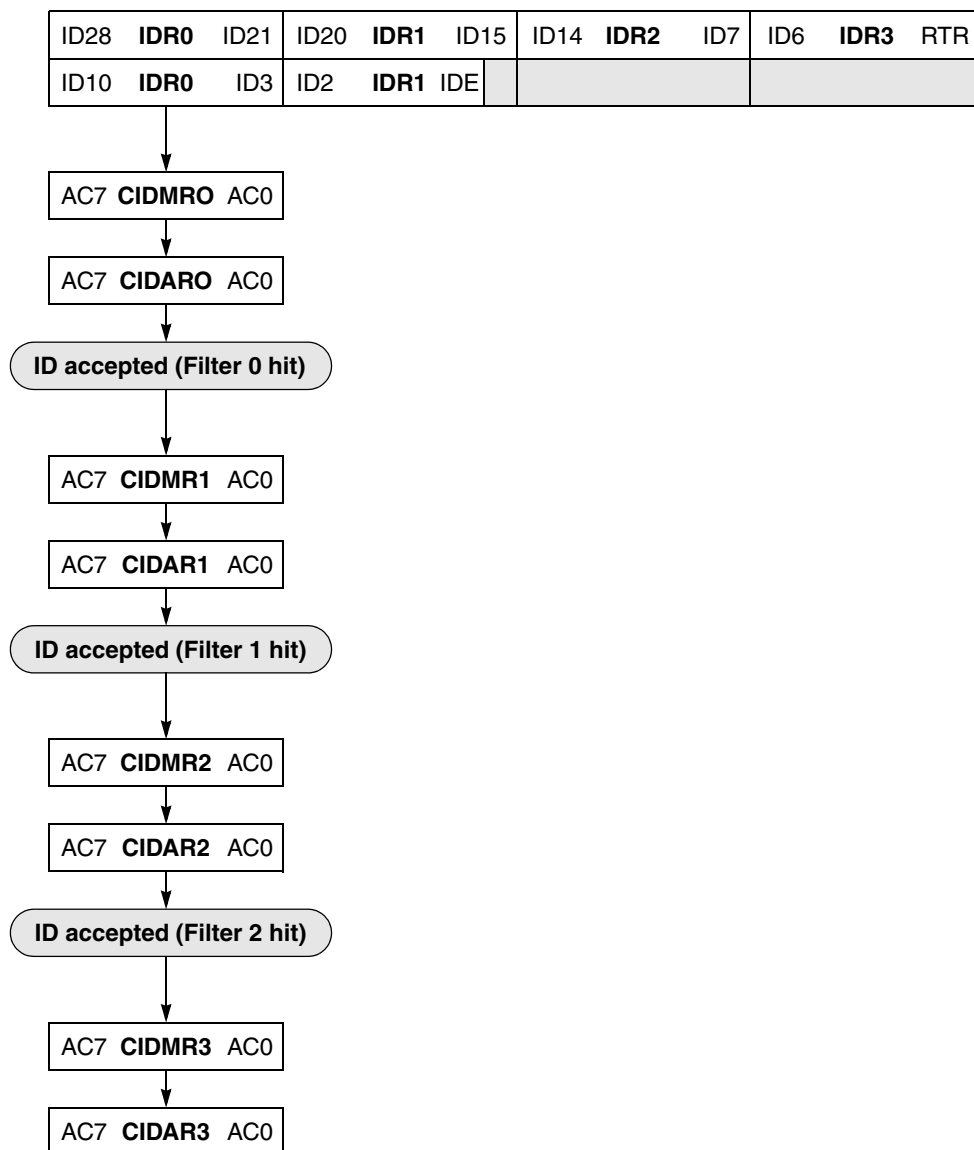 ID28 IDR0 ID21 ID20 IDR1 ID15 ID14 IDR2 ID7 ID6 IDR3 RTR
ID10 IDR0 ID3 ID2 IDR1 IDE
AC7 CIDMRO AC0
AC7 CIDARO AC0
ID accepted (Filter 0 hit)
AC7 CIDMR1 AC0
AC7 CIDAR1 AC0
ID accepted (Filter 1 hit)
AC7 CIDMR2 AC0
AC7 CIDAR2 AC0
ID accepted (Filter 2 hit)
AC7 CIDMR3 AC0
AC7 CIDAR3 AC0